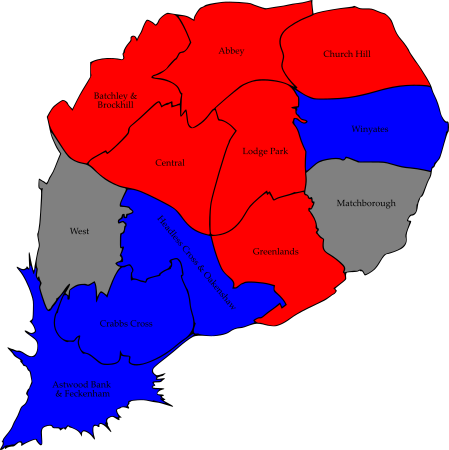 Abbey
Church Hill
Batchley &
Brockhill
Winyates
Central
Lodge Park
Matchborough
West
Greenlands
Headless Cross & Oakenshaw
Crabbs Cross
Astwood Bank
& Feckenham